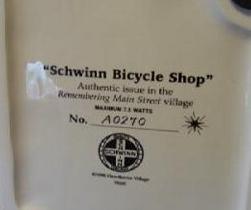 "Schwinn Bicycle Shop"
Authentic issue in the
Remembering Main Street village
MAXIMUM 7.5 WATTS
No. A0270
SCHWINN